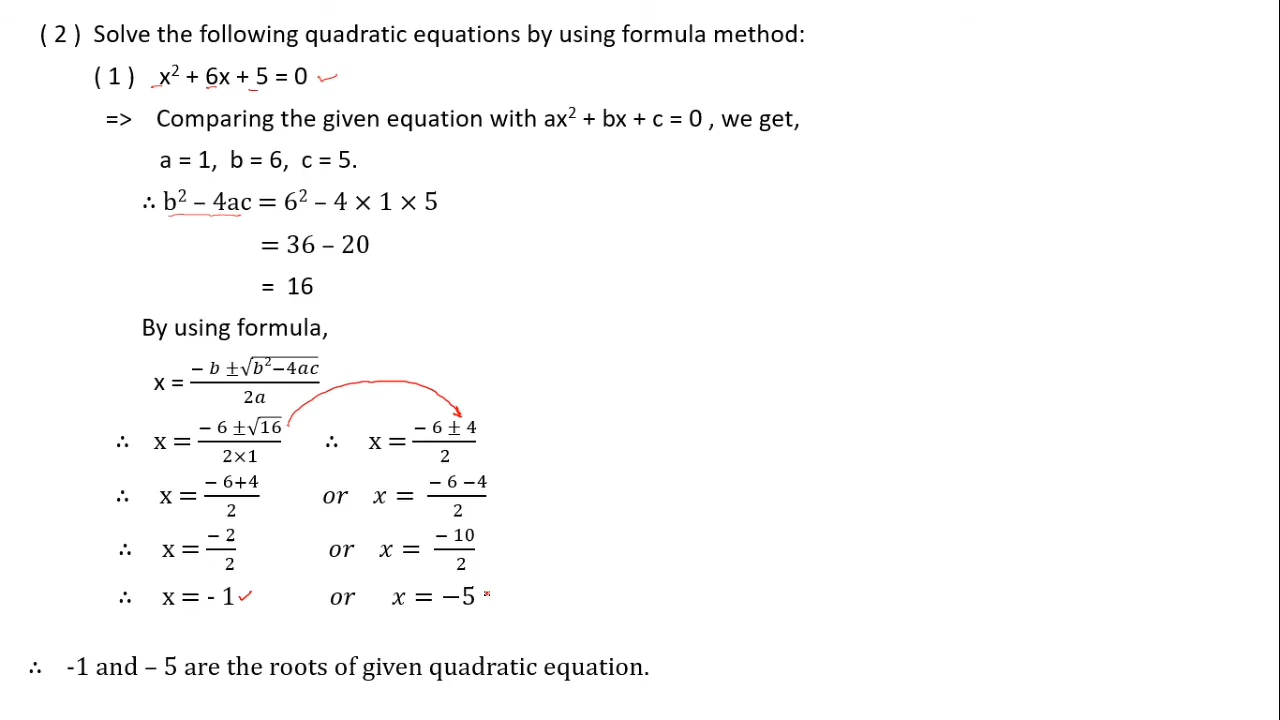 ( 2 ) Solve the following quadratic equations by using formula method:
( 1 ) x² + 6x + 5 = 0
=> Comparing the given equation with ax² + bx + c = 0 , we get,
a = 1, b = 6, c = 5.
∴ b² – 4ac = 6² – 4 × 1 × 5
= 36 – 20
= 16
By using formula,
x = (− b ±√(b²−4ac))/(2a)
∴ x = (− 6 ±√16)/(2×1) ∴ x = (− 6 ± 4)/2
∴ x = (− 6+4)/2 or x = (− 6 −4)/2
∴ x = (− 2)/2 or x = (− 10)/2
∴ x = - 1 or x = −5
∴ -1 and – 5 are the roots of given quadratic equation.